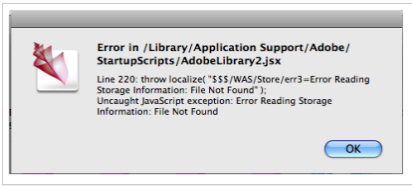 Error in /Library/Application Support/Adobe/
StartupScripts/AdobeLibrary2.jsx
Line 220: throw localize( "$$$/WAS/Store/err3=Error Reading
Storage Information: File Not Found" );
Uncaught JavaScript exception: Error Reading Storage
Information: File Not Found
OK